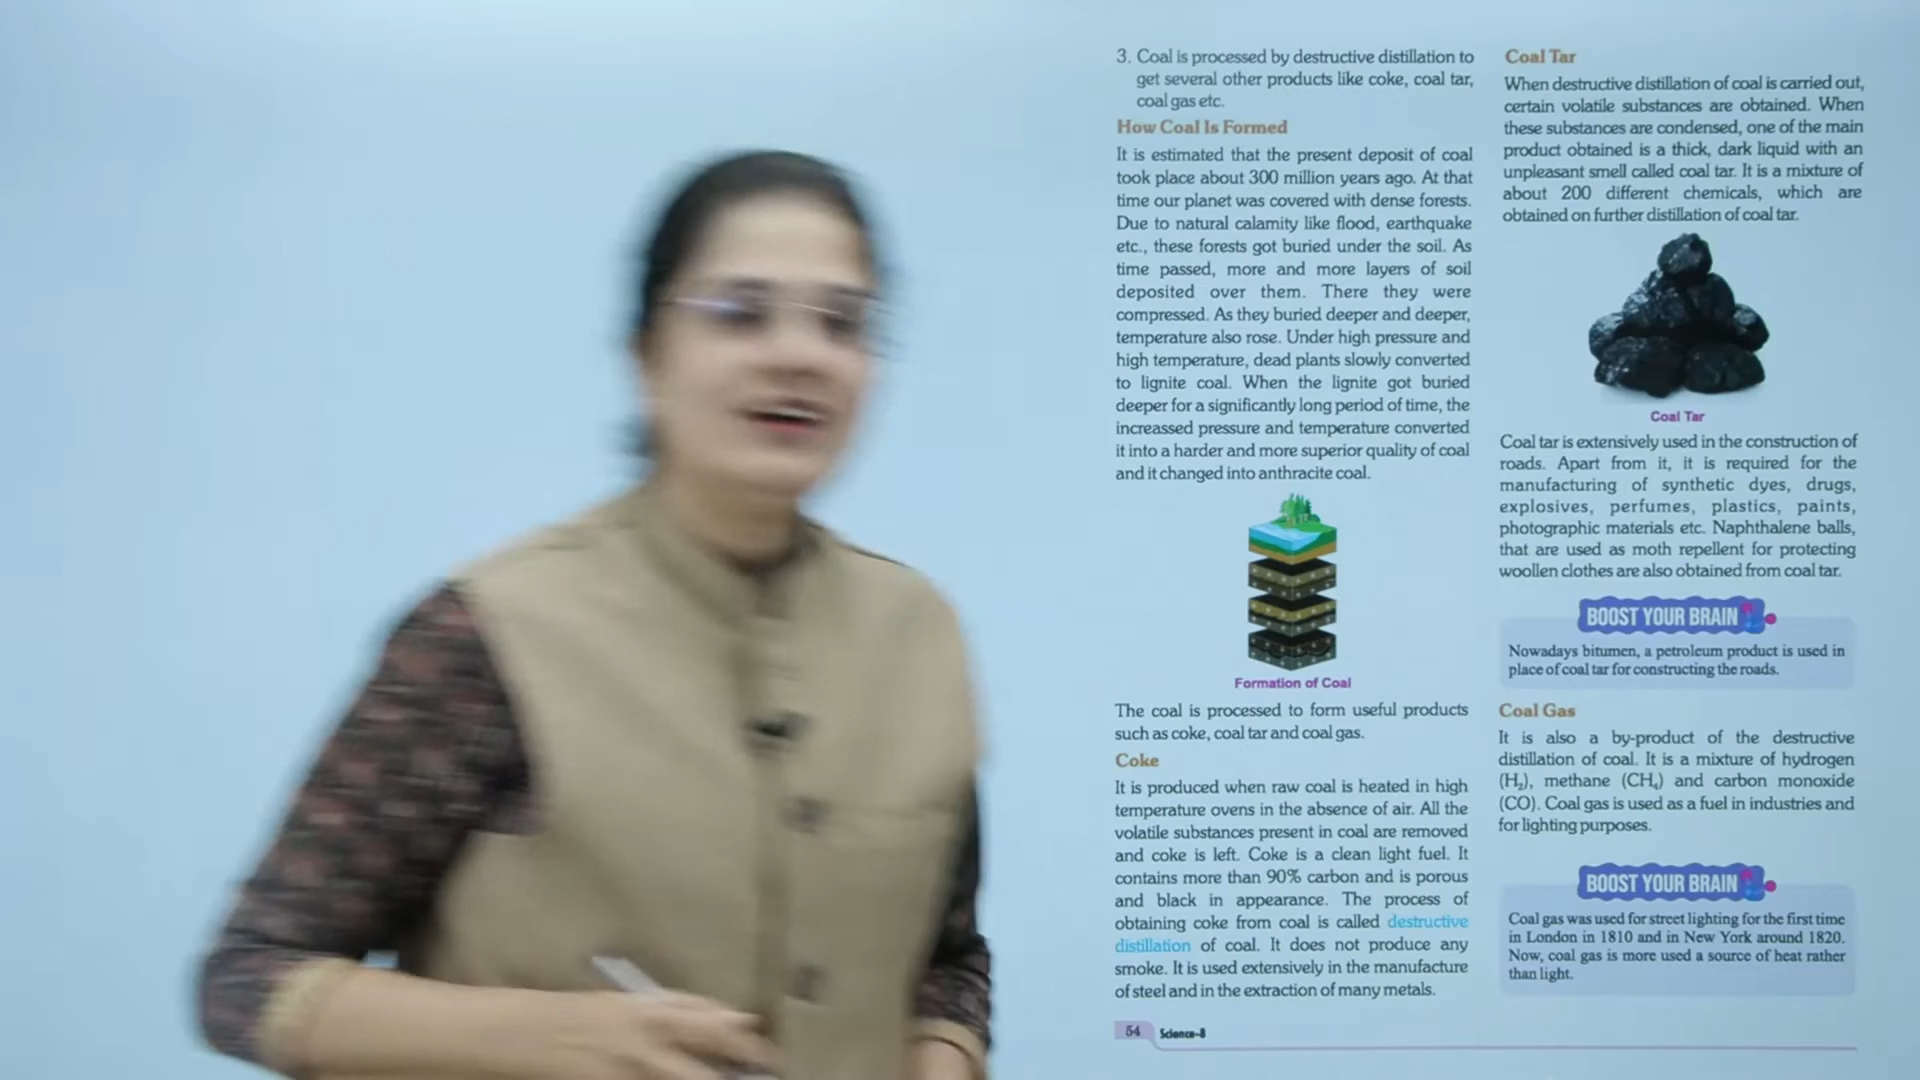 3. Coal is processed by destructive distillation to
get several other products like coke, coal tar,
coal gas etc.
How Coal Is Formed
It is estimated that the present deposit of coal
took place about 300 million years ago. At that
time our planet was covered with dense forests.
Due to natural calamity like flood, earthquake
etc., these forests got buried under the soil. As
time passed, more and more layers of soil
deposited over them. There they were
compressed. As they buried deeper and deeper,
temperature also rose. Under high pressure and
high temperature, dead plants slowly converted
to lignite coal. When the lignite got buried
deeper for a significantly long period of time, the
increassed pressure and temperature converted
it into a harder and more superior quality of coal
and it changed into anthracite coal.
Formation of Coal
The coal is processed to form useful products
such as coke, coal tar and coal gas.
Coke
It is produced when raw coal is heated in high
temperature ovens in the absence of air. All the
volatile substances present in coal are removed
and coke is left. Coke is a clean light fuel. It
contains more than 90% carbon and is porous
and black in appearance. The process of
obtaining coke from coal is called destructive
distillation of coal. It does not produce any
smoke. It is used extensively in the manufacture
of steel and in the extraction of many metals.
Coal Tar
When destructive distillation of coal is carried out,
certain volatile substances are obtained. When
these substances are condensed, one of the main
product obtained is a thick, dark liquid with an
unpleasant smell called coal tar. It is a mixture of
about 200 different chemicals, which are
obtained on further distillation of coal tar.
Coal Tar
Coal tar is extensively used in the construction of
roads. Apart from it, it is required for the
manufacturing of synthetic dyes, drugs,
explosives, perfumes, plastics, paints,
photographic materials etc. Naphthalene balls,
that are used as moth repellent for protecting
woollen clothes are also obtained from coal tar.
BOOST YOUR BRAIN
Nowadays bitumen, a petroleum product is used in
place of coal tar for constructing the roads.
Coal Gas
It is also a by-product of the destructive
distillation of coal. It is a mixture of hydrogen
(H₂), methane (CH₄) and carbon monoxide
(CO). Coal gas is used as a fuel in industries and
for lighting purposes.
BOOST YOUR BRAIN
Coal gas was used for street lighting for the first time
in London in 1810 and in New York around 1820.
Now, coal gas is more used a source of heat rather
than light.
54 Science-8